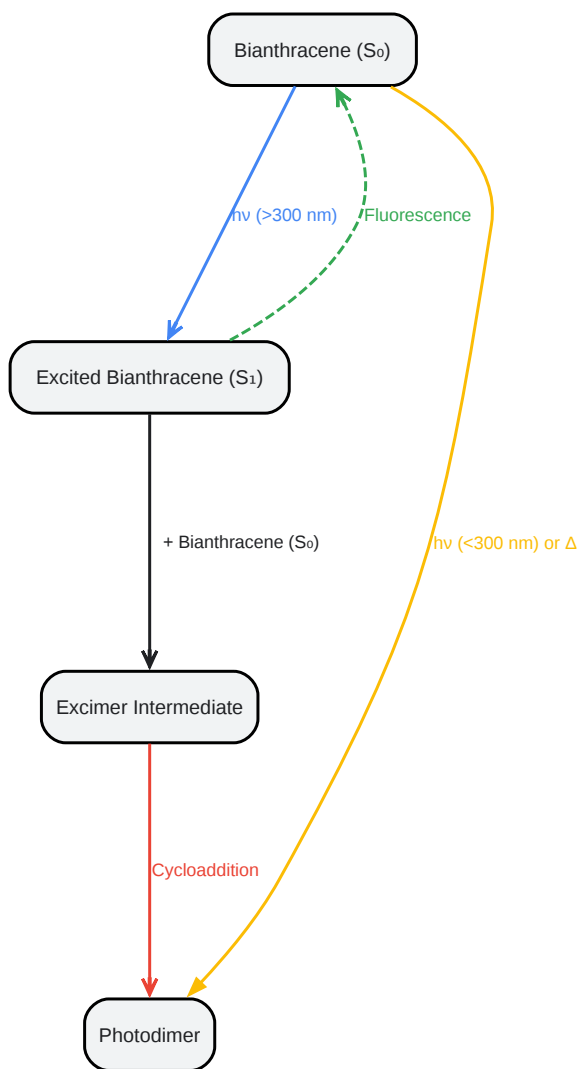 Bianthracene (S₀)
hν (>300 nm)
Fluorescence
Excited Bianthracene (S₁)
+ Bianthracene (S₀)
hν (<300 nm) or Δ
Excimer Intermediate
Cycloaddition
Photodimer